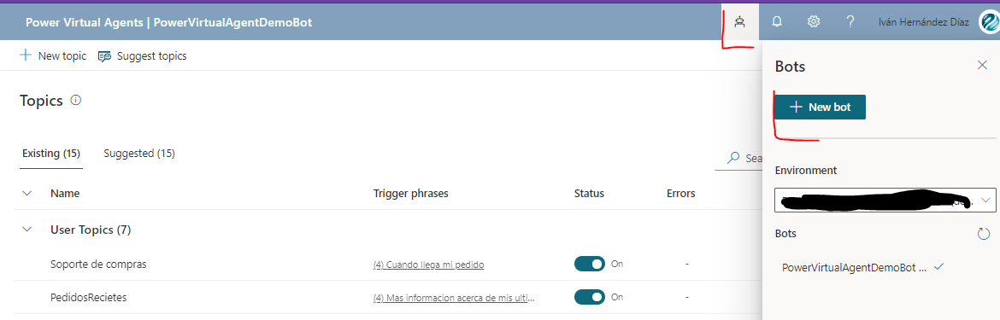 Power Virtual Agents | PowerVirtualAgentDemoBot
Iván Hernández Díaz
New topic
Suggest topics
Topics
Existing (15)
Suggested (15)
Sea
Name
Trigger phrases
Status
Errors
User Topics (7)
Soporte de compras
(4) Cuando llega mi pedido
On
-
PedidosRecietes
(4) Mas informacion acerca de mis ulti...
On
-
Bots
+ New bot
Environment
Bots
PowerVirtualAgentDemoBot ...